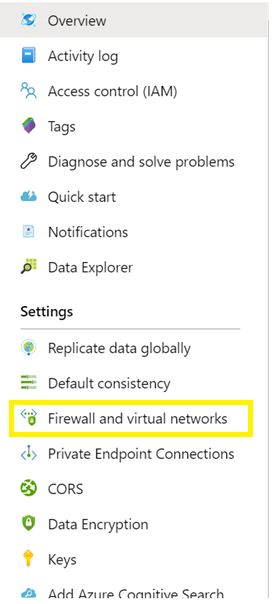 Overview
Activity log
Access control (IAM)
Tags
Diagnose and solve problems
Quick start
Notifications
Data Explorer
Settings
Replicate data globally
Default consistency
Firewall and virtual networks
Private Endpoint Connections
CORS
Data Encryption
Keys
Add Azure Cognitive Search